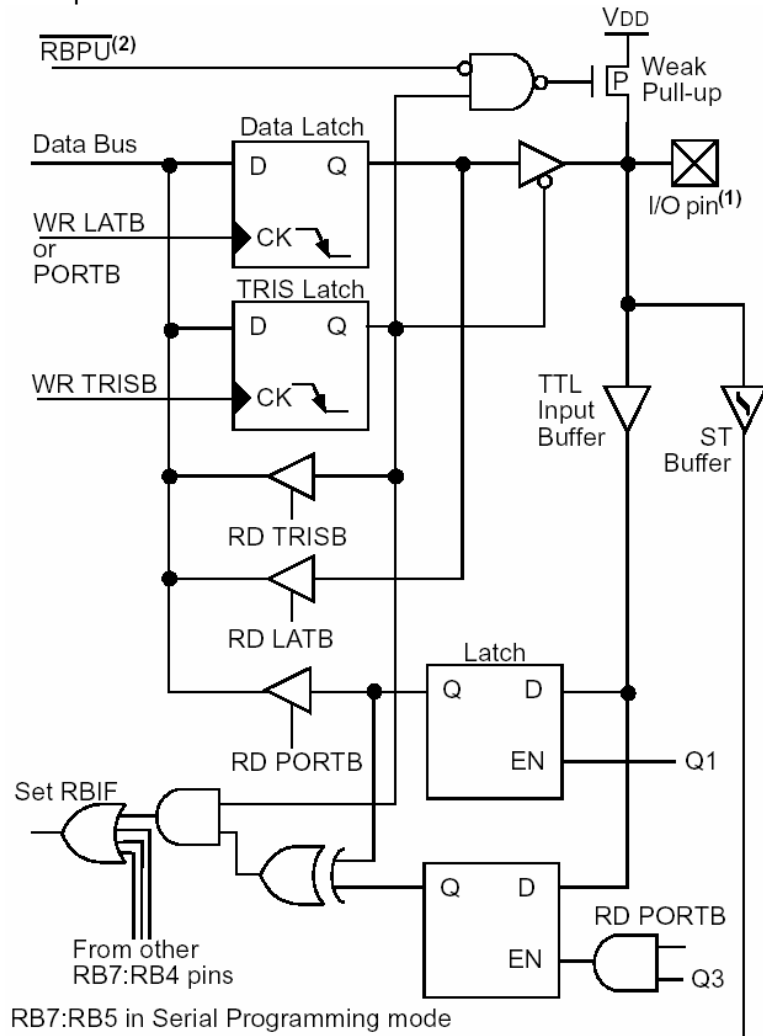 VDD
RBPU(2)
P
Weak
Pull-up
Data Latch
Data Bus
D
Q
I/O pin(1)
WR LATB
or
PORTB
CK
TRIS Latch
D
Q
WR TRISB
CK
TTL
Input
Buffer
ST
Buffer
RD TRISB
RD LATB
Latch
Q
D
RD PORTB
EN
Q1
Set RBIF
Q
D
RD PORTB
EN
Q3
From other
RB7:RB4 pins
RB7:RB5 in Serial Programming mode